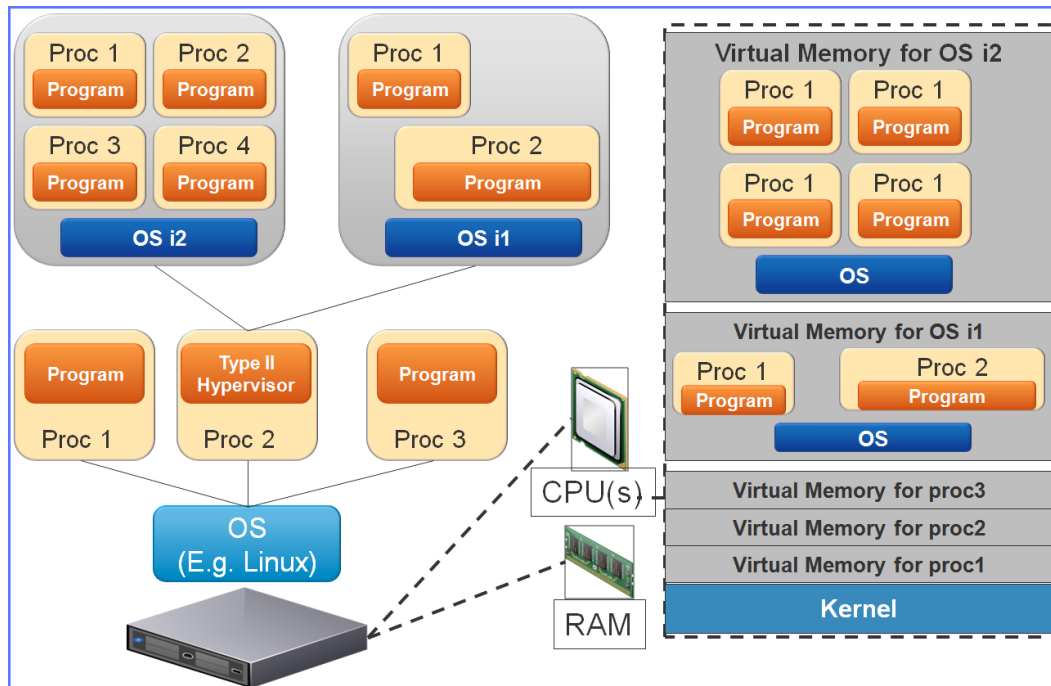 Proc 1
Program
Proc 2
Program
Proc 3
Program
Proc 4
Program
OS i2
Proc 1
Program
Proc 2
Program
OS i1
Program
Proc 1
Type II
Hypervisor
Proc 2
Program
Proc 3
OS
(E.g. Linux)
CPU(s)
RAM
Virtual Memory for OS i2
Proc 1
Program
Proc 1
Program
Proc 1
Program
Proc 1
Program
OS
Virtual Memory for OS i1
Proc 1
Program
Proc 2
Program
OS
Virtual Memory for proc3
Virtual Memory for proc2
Virtual Memory for proc1
Kernel